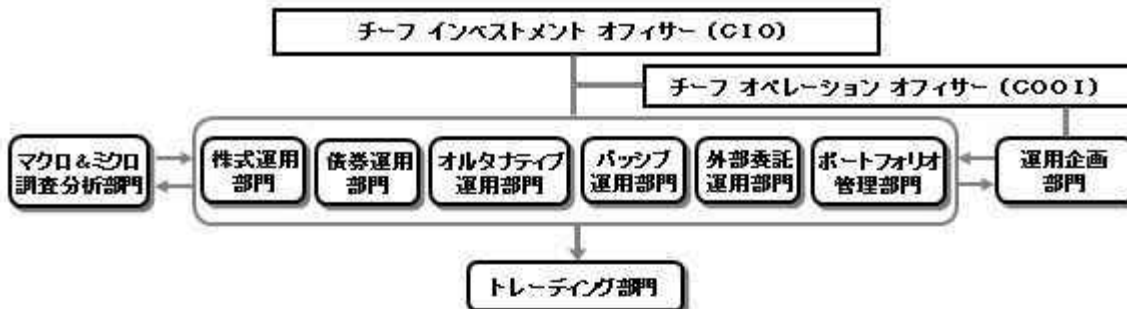 チーフ インベストメント オフィサー (CIO)
チーフ オペレーション オフィサー (COOI)
マクロ&ミクロ
調査分析部門
株式運用
部門
債券運用
部門
オルタナティブ
運用部門
パッシブ
運用部門
外部委託
運用部門
ポートフォリオ
管理部門
運用企画
部門
トレーディング部門